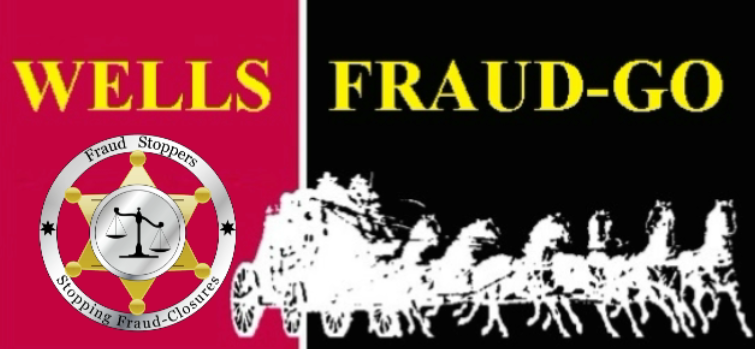 WELLS FRAUD-GO
Fraud Stoppers
Stopping Fraud-Closures